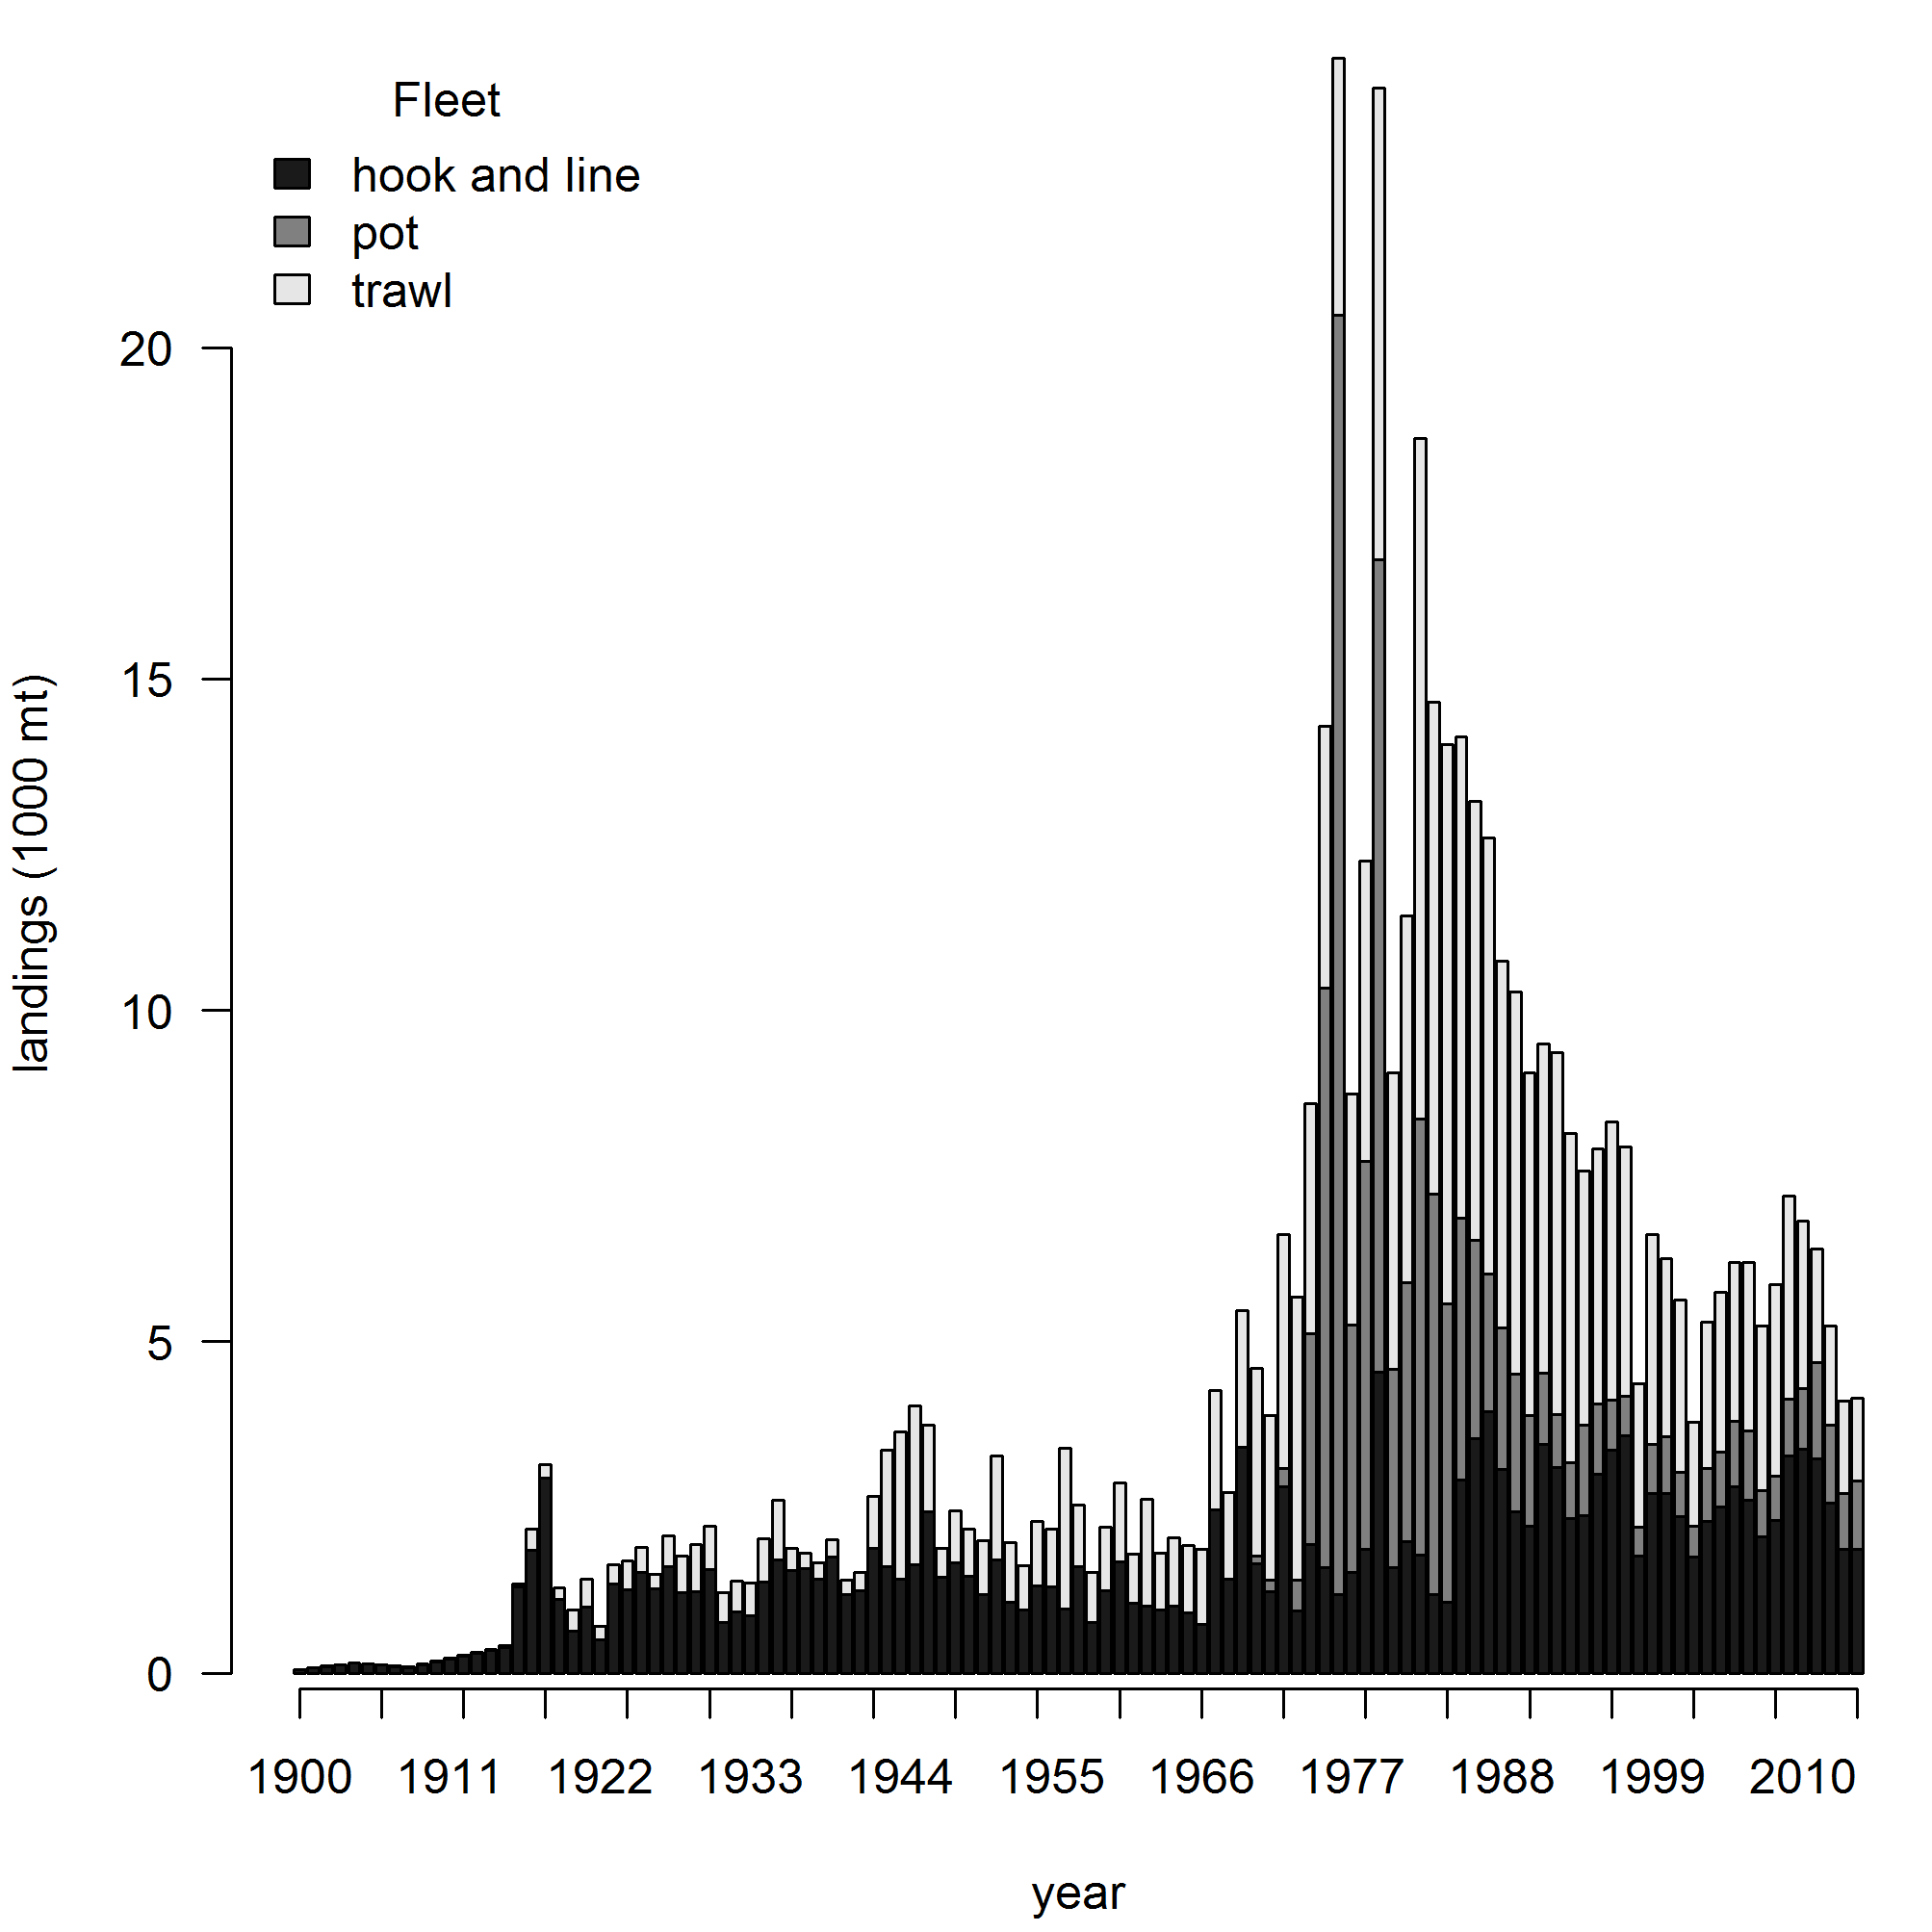 Fleet
hook and line
pot
trawl
20
15
10
5
0
landings (1000 mt)
1900 1911 1922 1933 1944 1955 1966 1977 1988 1999 2010
year